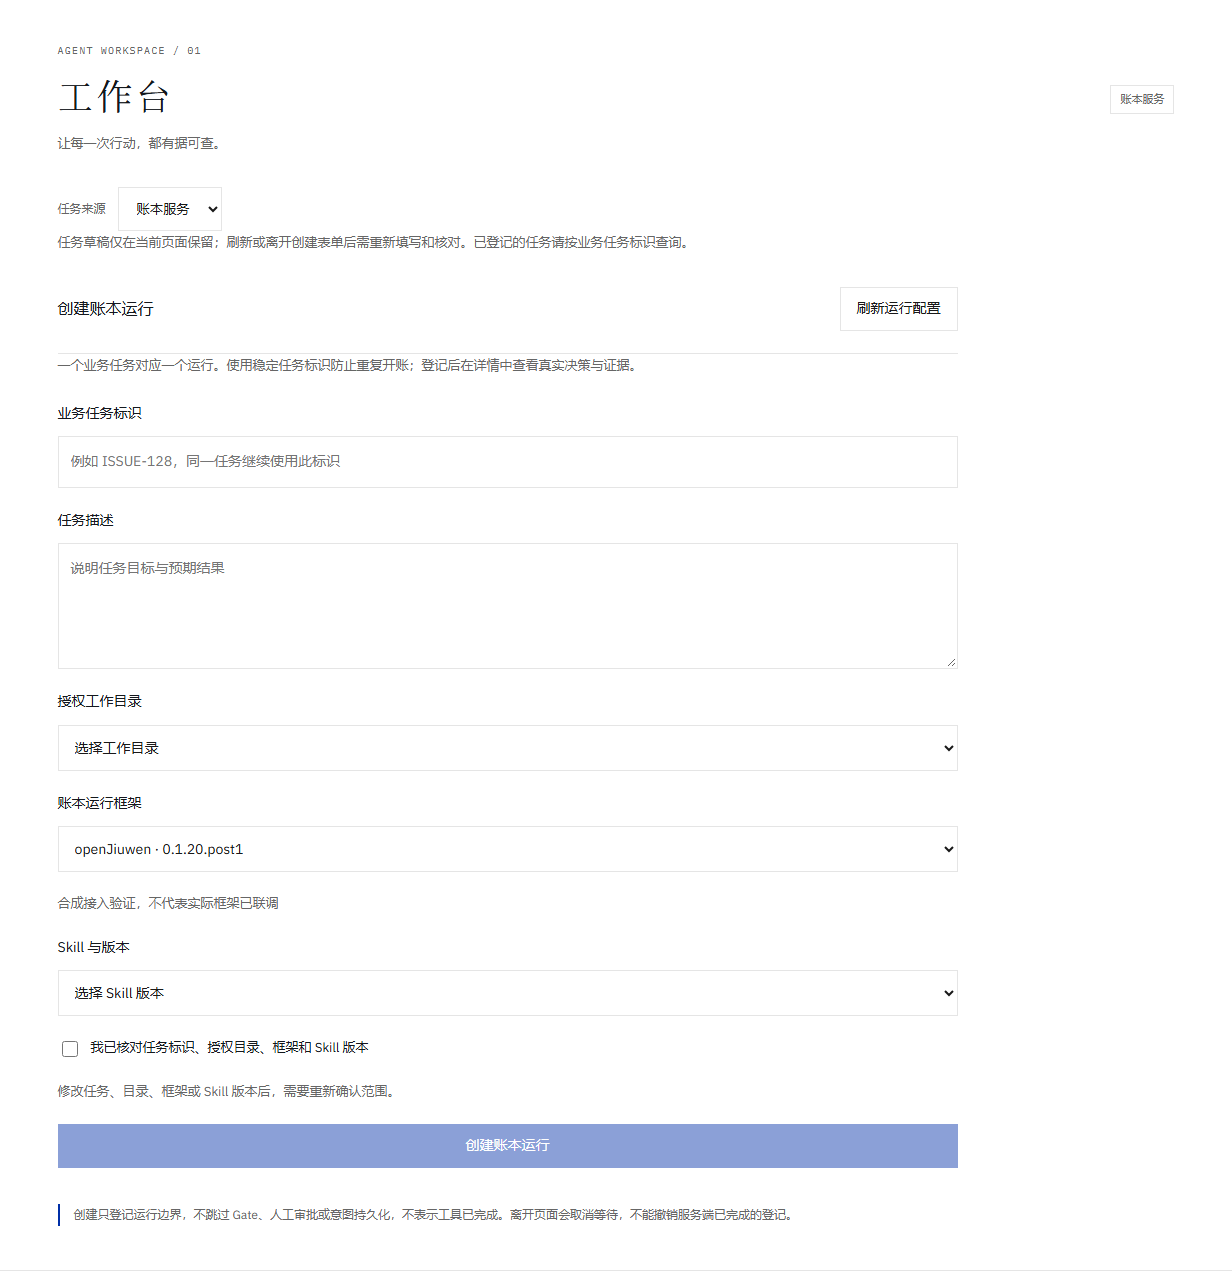 AGENT WORKSPACE / 01
工作台
账本服务
让每一次行动，都有据可查。
任务来源
账本服务
任务草稿仅在当前页面保留；刷新或离开创建表单后需重新填写和核对。已登记的任务请按业务任务标识查询。
创建账本运行
刷新运行配置
一个业务任务对应一个运行。使用稳定任务标识防止重复开账；登记后在详情中查看真实决策与证据。
业务任务标识
例如 ISSUE-128，同一任务继续使用此标识
任务描述
说明任务目标与预期结果
授权工作目录
选择工作目录
账本运行框架
openJiuwen · 0.1.20.post1
合成接入验证，不代表实际框架已联调
Skill 与版本
选择 Skill 版本
我已核对任务标识、授权目录、框架和 Skill 版本
修改任务、目录、框架或 Skill 版本后，需要重新确认范围。
创建账本运行
创建只登记运行边界，不跳过 Gate、人工审批或意图持久化，不表示工具已完成。离开页面会取消等待，不能撤销服务端已完成的登记。